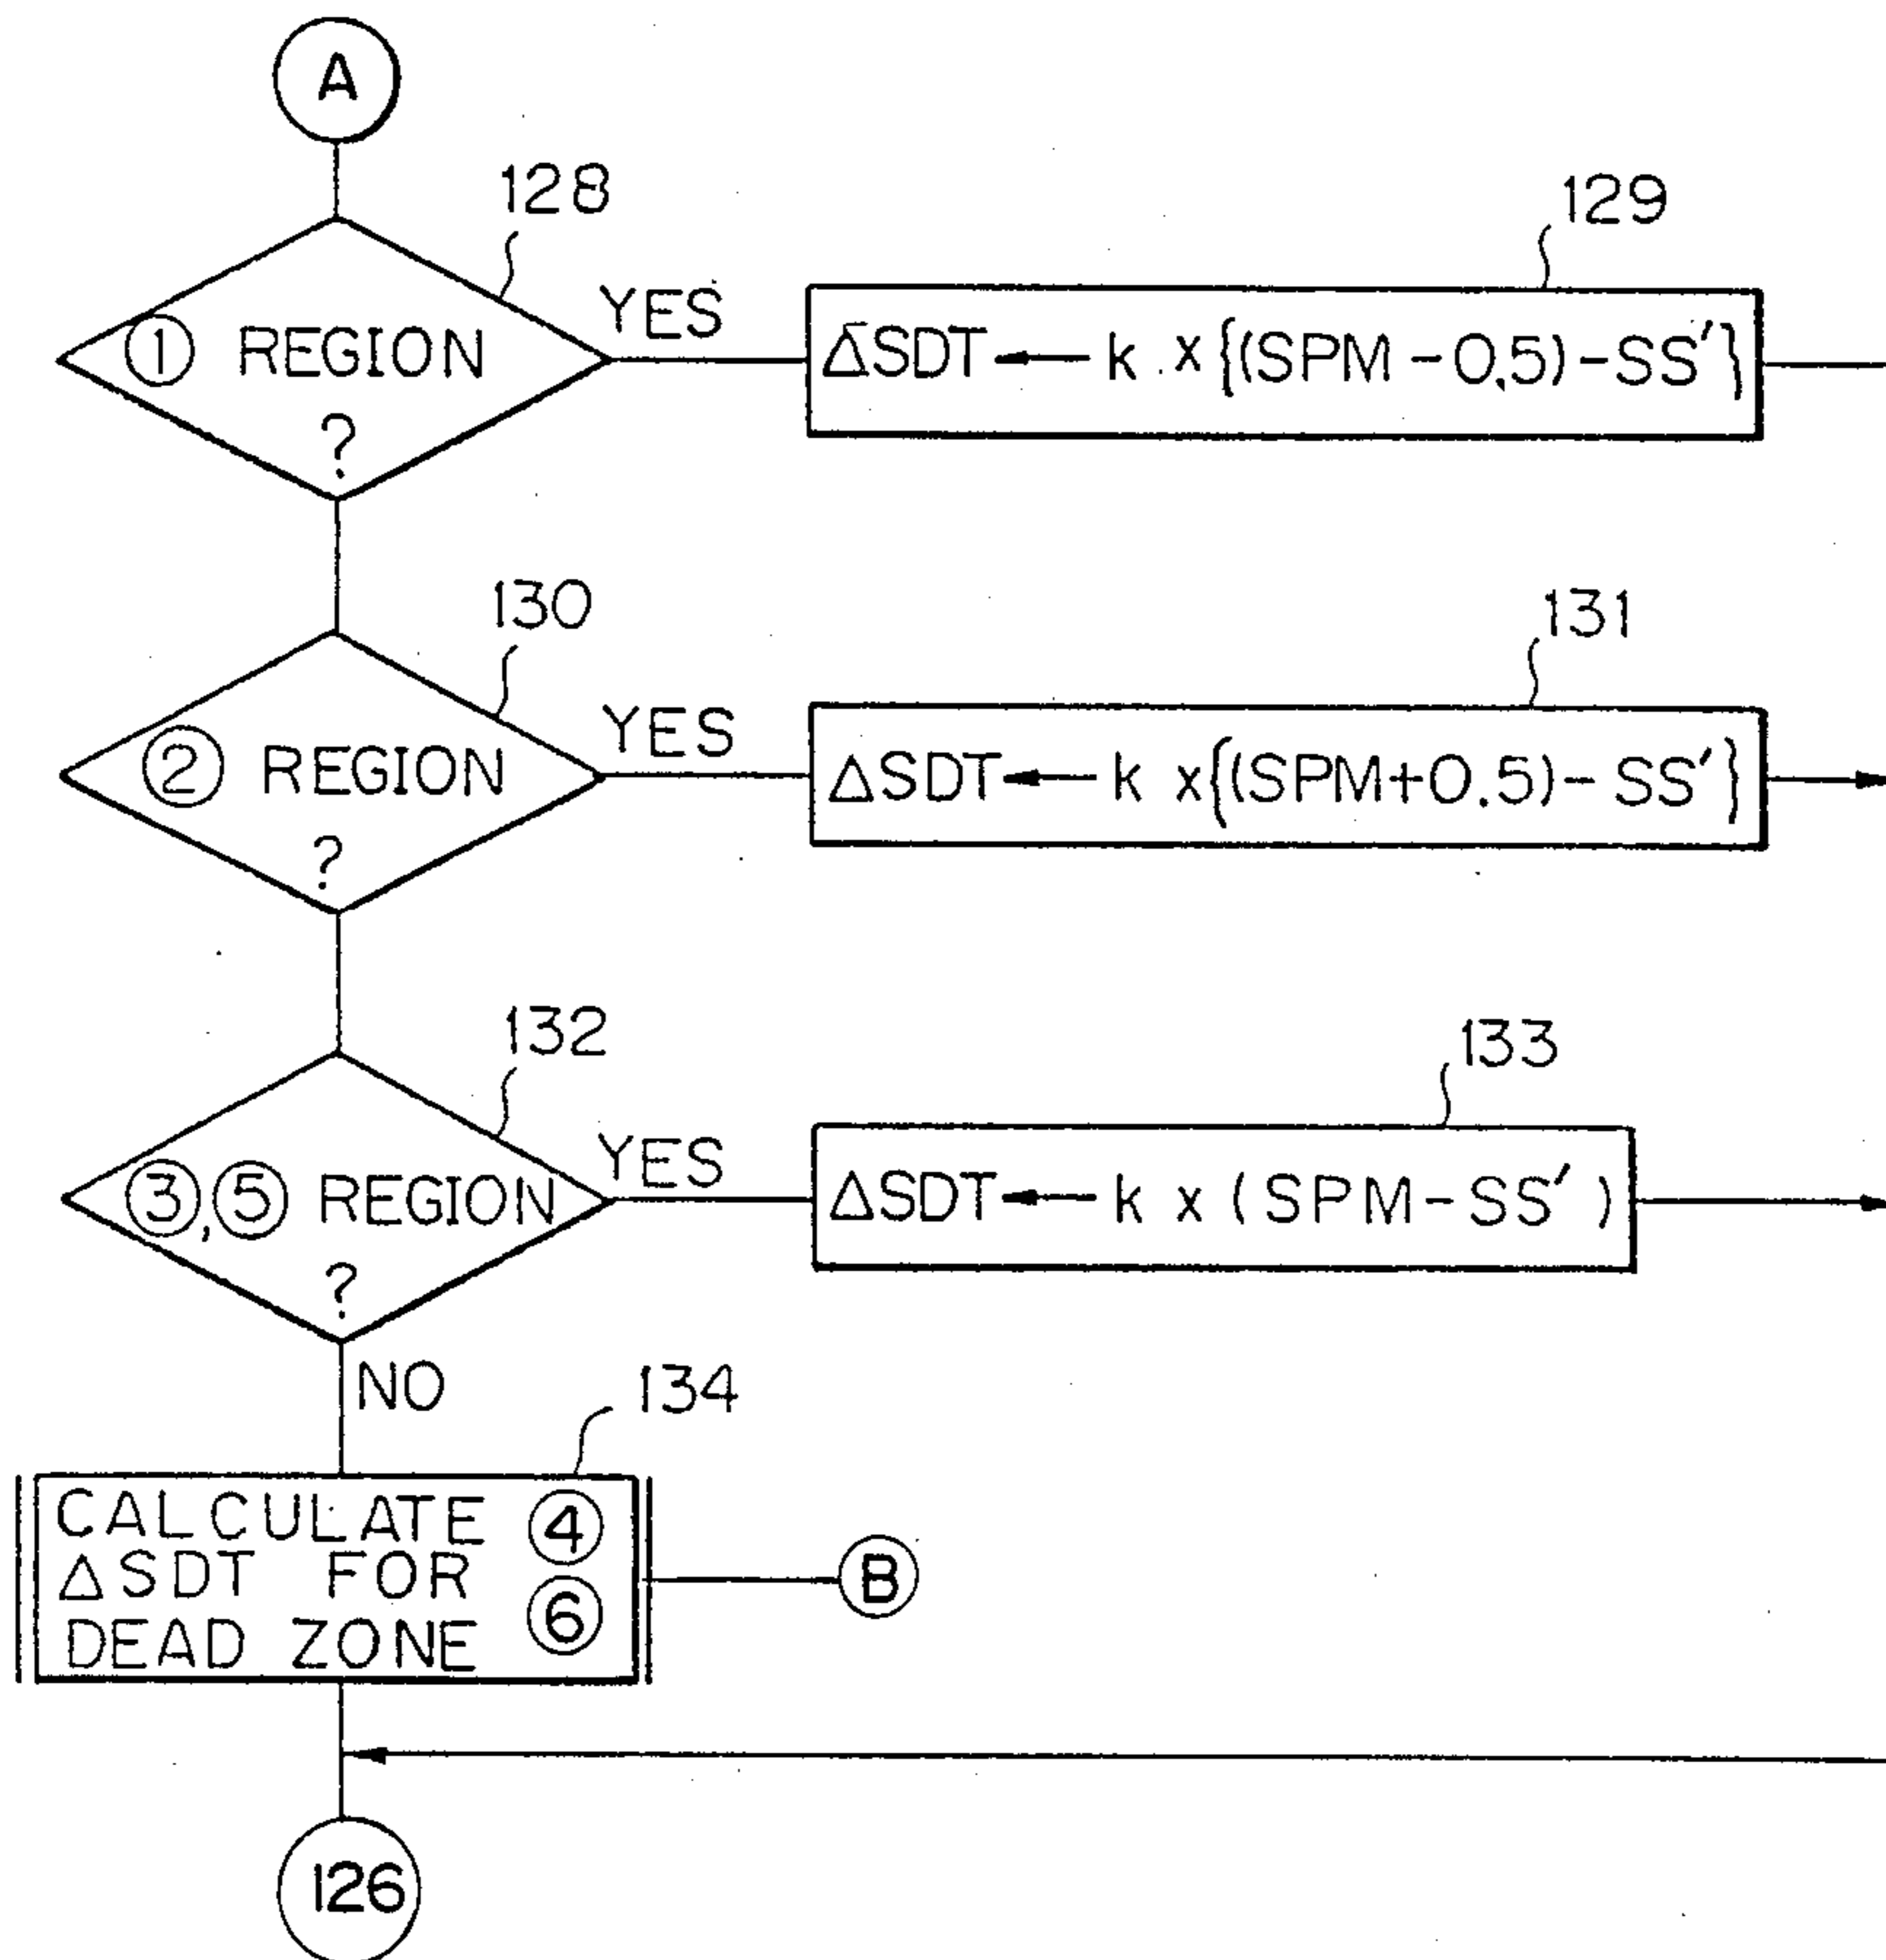 A
128
① REGION
?
YES
129
ΔSDT ← k x {(SPM - 0.5) - SS'}
130
② REGION
?
YES
131
ΔSDT ← k x {(SPM + 0.5) - SS'}
132
③, ⑤ REGION
?
YES
133
ΔSDT ← k x (SPM - SS')
NO
134
CALCULATE ④
ΔSDT FOR
⑥
DEAD ZONE
B
126